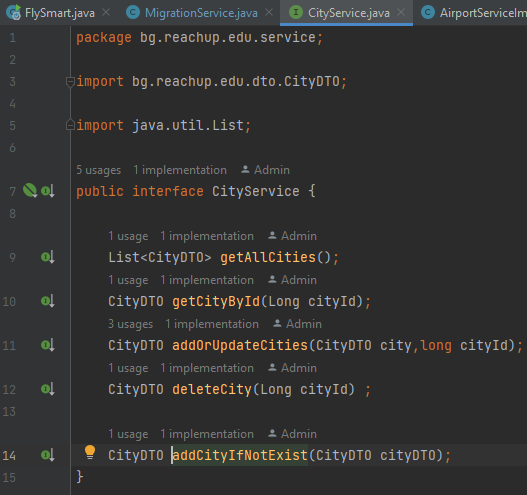 FlySmart.java MigrationService.java CityService.java AirportServiceIm
1 package bg.reachup.edu.service;
2
3 import bg.reachup.edu.dto.CityDTO;
4
5 import java.util.List;
6
5 usages 1 implementation Admin
7 public interface CityService {
8
1 usage 1 implementation Admin
9 List<CityDTO> getAllCities();
1 usage 1 implementation Admin
10 CityDTO getCityById(Long cityId);
3 usages 1 implementation Admin
11 CityDTO addOrUpdateCities(CityDTO city,long cityId);
1 usage 1 implementation Admin
12 CityDTO deleteCity(Long cityId) ;
13
1 usage 1 implementation Admin
14 CityDTO addCityIfNotExist(CityDTO cityDTO);
15 }